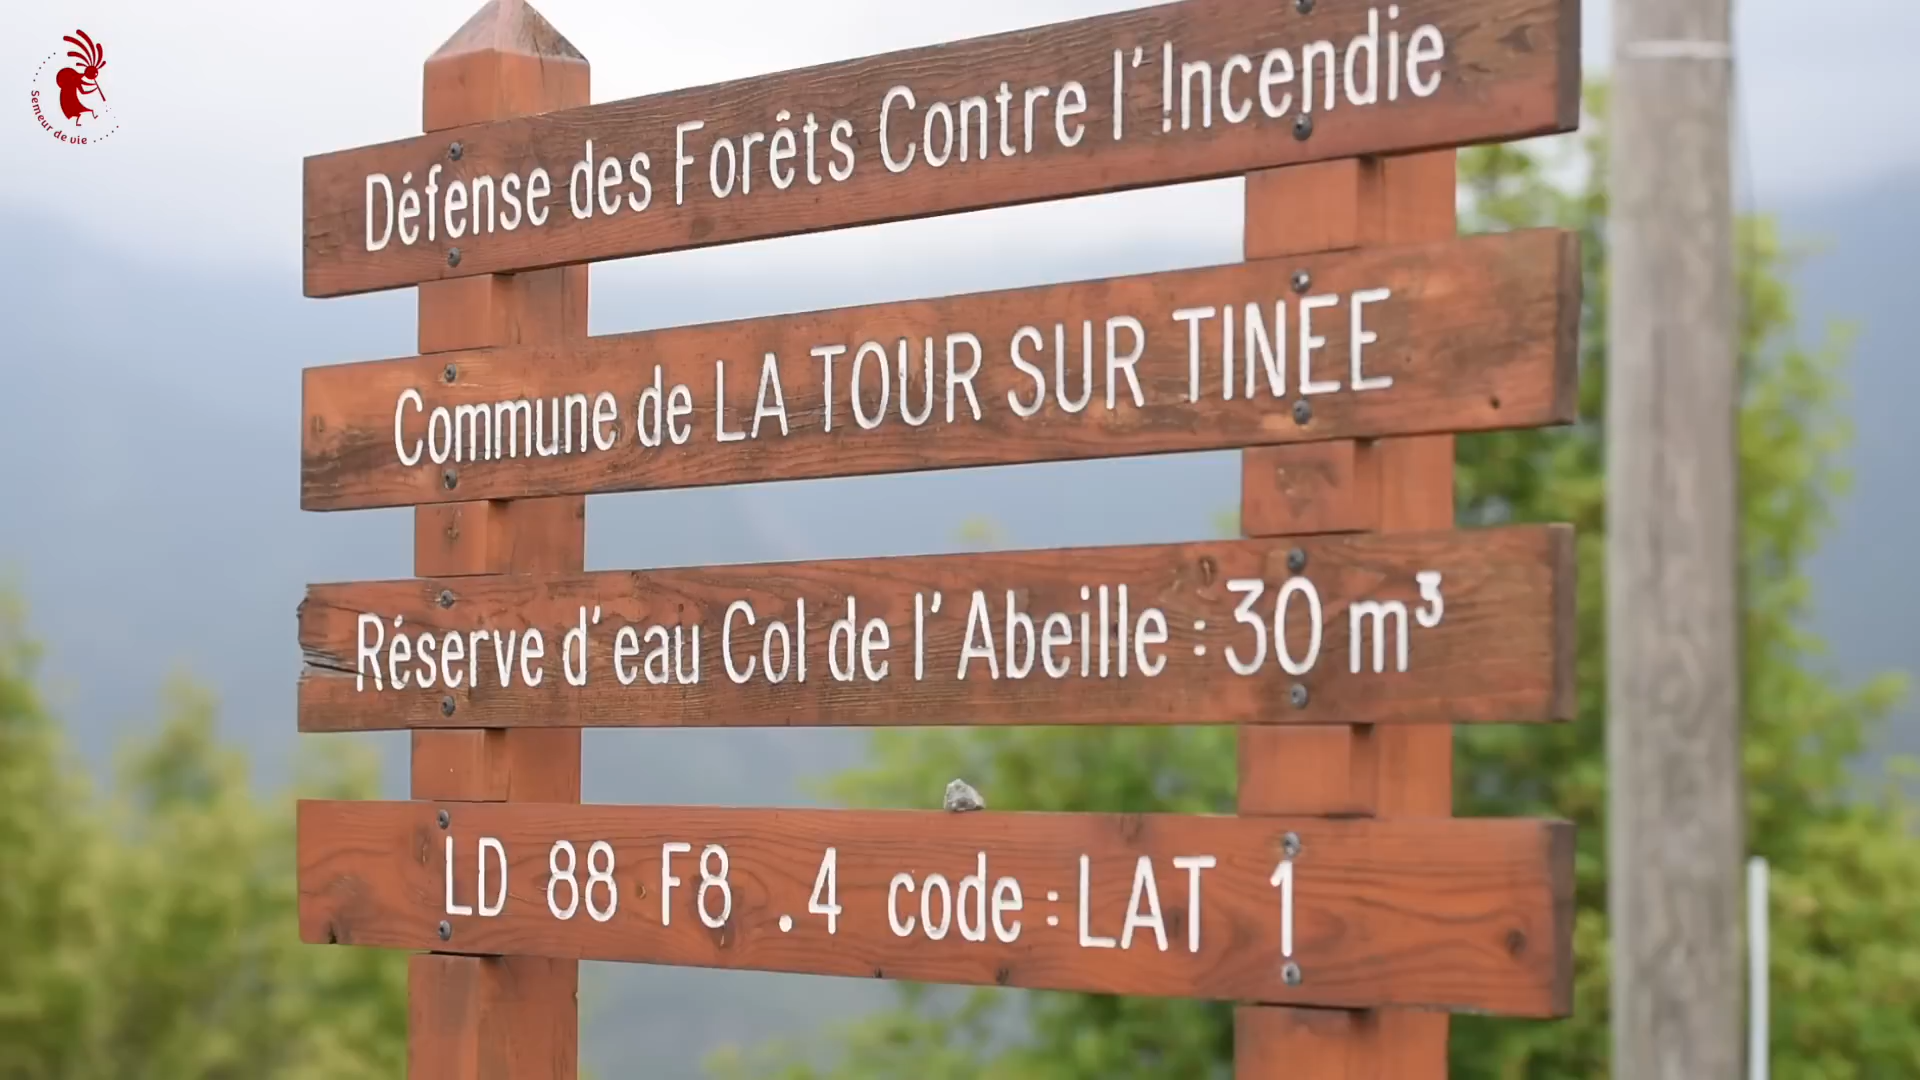 Semeur de vie
Défense des Forêts Contre l'Incendie
Commune de LA TOUR SUR TINEE
Réserve d'eau Col de l'Abeille : 30 m³
LD 88 F8 .4 code : LAT 1